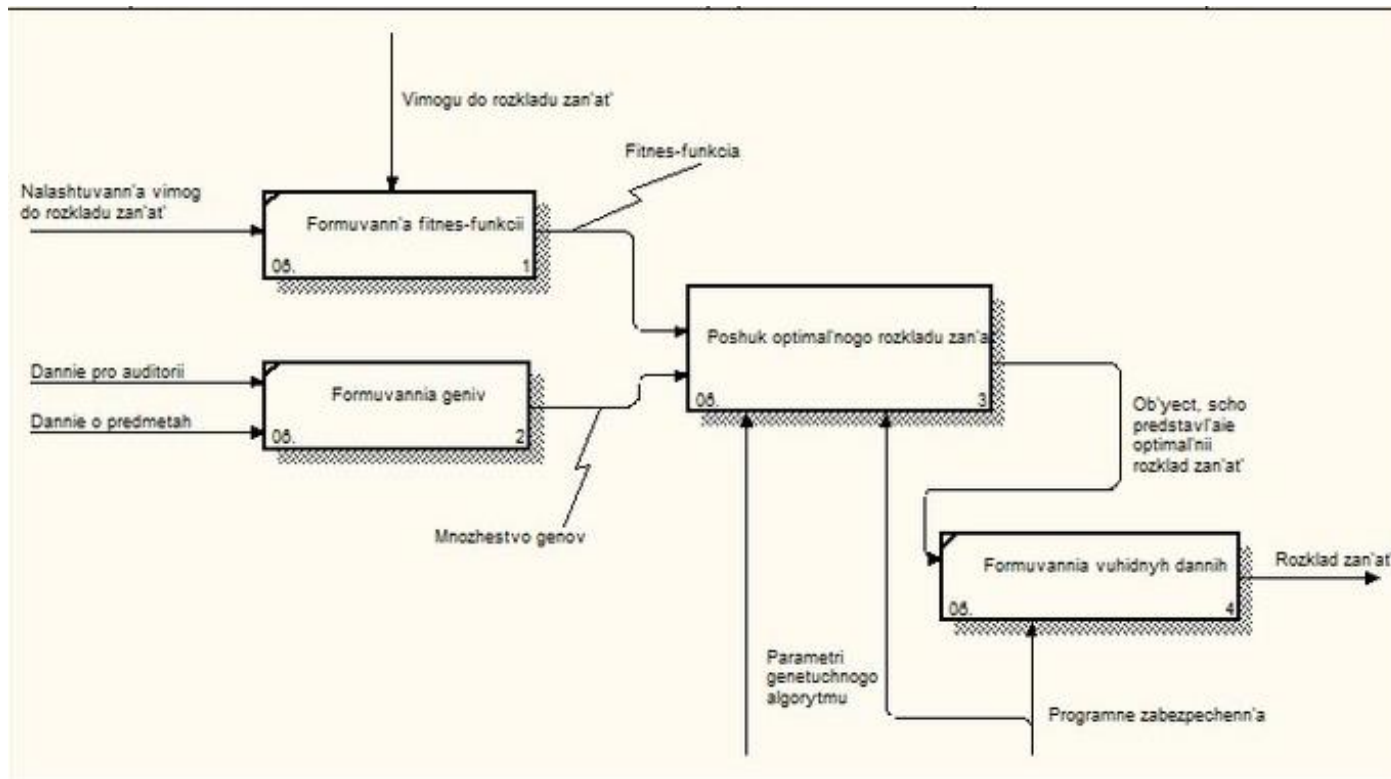 Vimogu do rozkladu zan'at'
Fitnes-funkcia
Nalashtuvann'a vimog
do rozkladu zan'at'
Formuvann'a fitnes-funkcii
0б. 1
Poshuk optimal'nogo rozkladu zan'a
0б. 3
Dannie pro auditorii
Dannie o predmetah
Formuvannia geniv
0б. 2
Mnozhestvo genov
Ob'yect, scho
predstavl'aie
optimal'nii
rozklad zan'at'
Formuvannia vuhidnyh dannih
0б. 4
Rozklad zan'at'
Parametri
genetuchnogo
algorytmu
Programne zabezpechenn'a